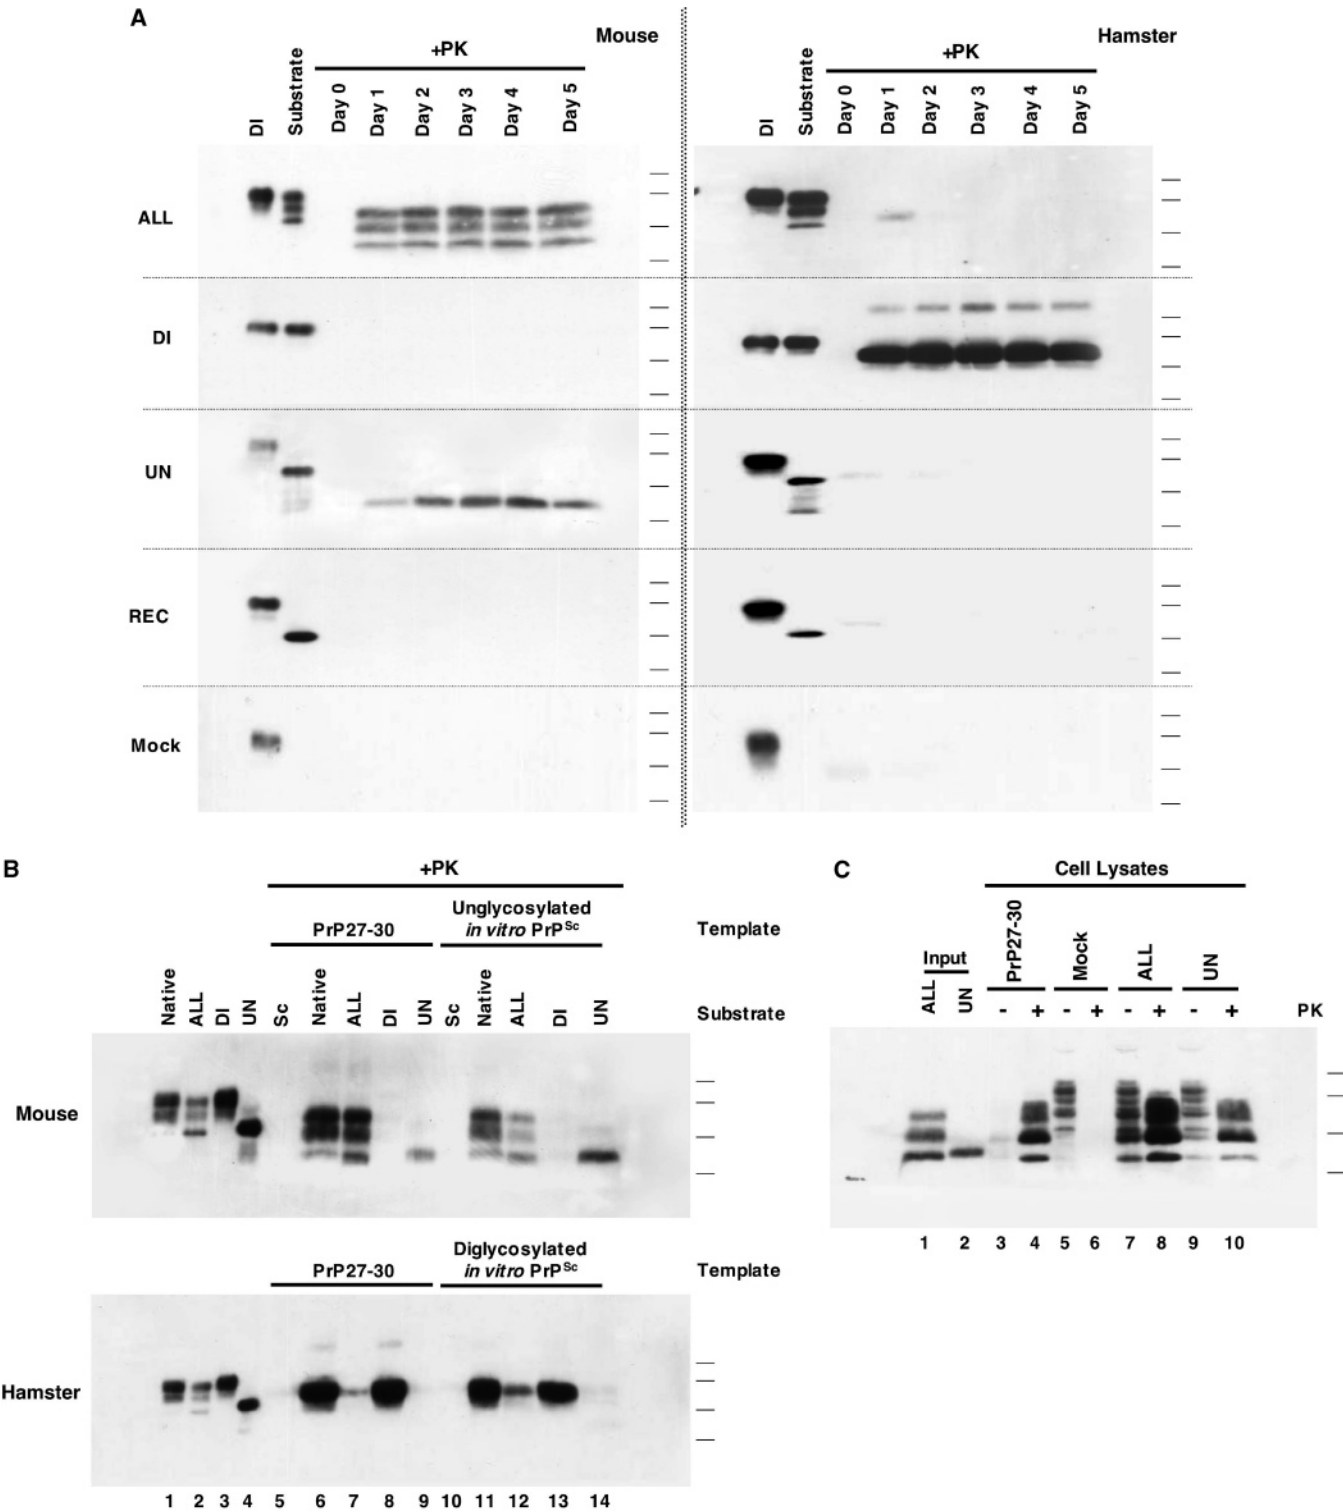 A
Mouse
Hamster
+PK
+PK
DI
Substrate
Day 0
Day 1
Day 2
Day 3
Day 4
Day 5
DI
Substrate
Day 0
Day 1
Day 2
Day 3
Day 4
Day 5
ALL
DI
UN
REC
Mock
B
+PK
PrP27-30
Unglycosylated
in vitro PrPSc
Template
Native
ALL
DI
UN
Sc
Native
ALL
DI
UN
Sc
Native
ALL
DI
UN
Substrate
Mouse
PrP27-30
Diglycosylated
in vitro PrPSc
Template
Hamster
1 2 3 4 5 6 7 8 9 10 11 12 13 14
C
Cell Lysates
Input
PrP27-30
Mock
ALL
UN
ALL
UN
- + - + - + - + PK
1 2 3 4 5 6 7 8 9 10